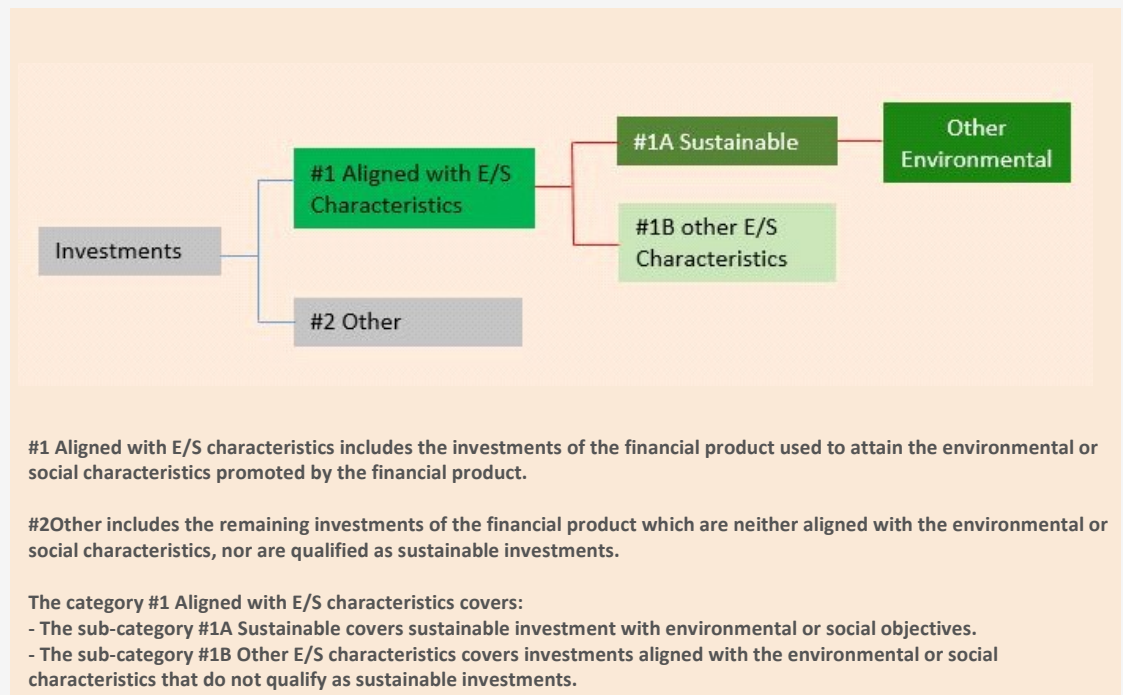 Investments
#1 Aligned with E/S
Characteristics
#2 Other
#1A Sustainable
#1B other E/S
Characteristics
Other
Environmental
#1 Aligned with E/S characteristics includes the investments of the financial product used to attain the environmental or
social characteristics promoted by the financial product.
#2Other includes the remaining investments of the financial product which are neither aligned with the environmental or
social characteristics, nor are qualified as sustainable investments.
The category #1 Aligned with E/S characteristics covers:
- The sub-category #1A Sustainable covers sustainable investment with environmental or social objectives.
- The sub-category #1B Other E/S characteristics covers investments aligned with the environmental or social
characteristics that do not qualify as sustainable investments.